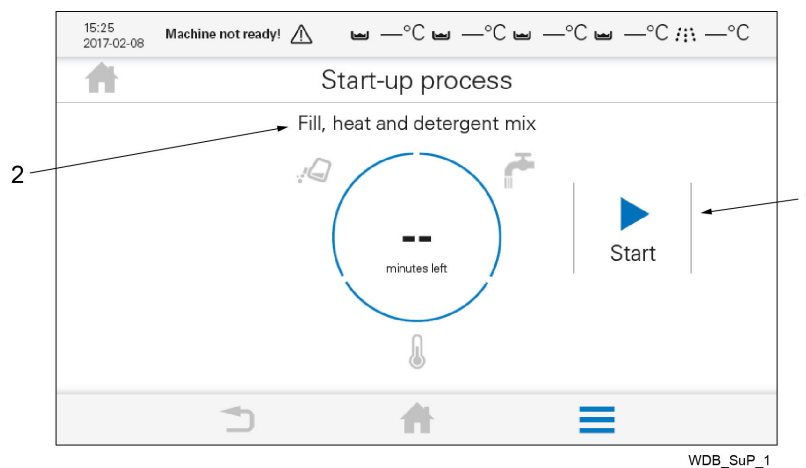 15:25
2017-02-08
Machine not ready!
—°C —°C —°C —°C —°C
Start-up process
Fill, heat and detergent mix
2
--
minutes left
Start
WDB_SuP_1